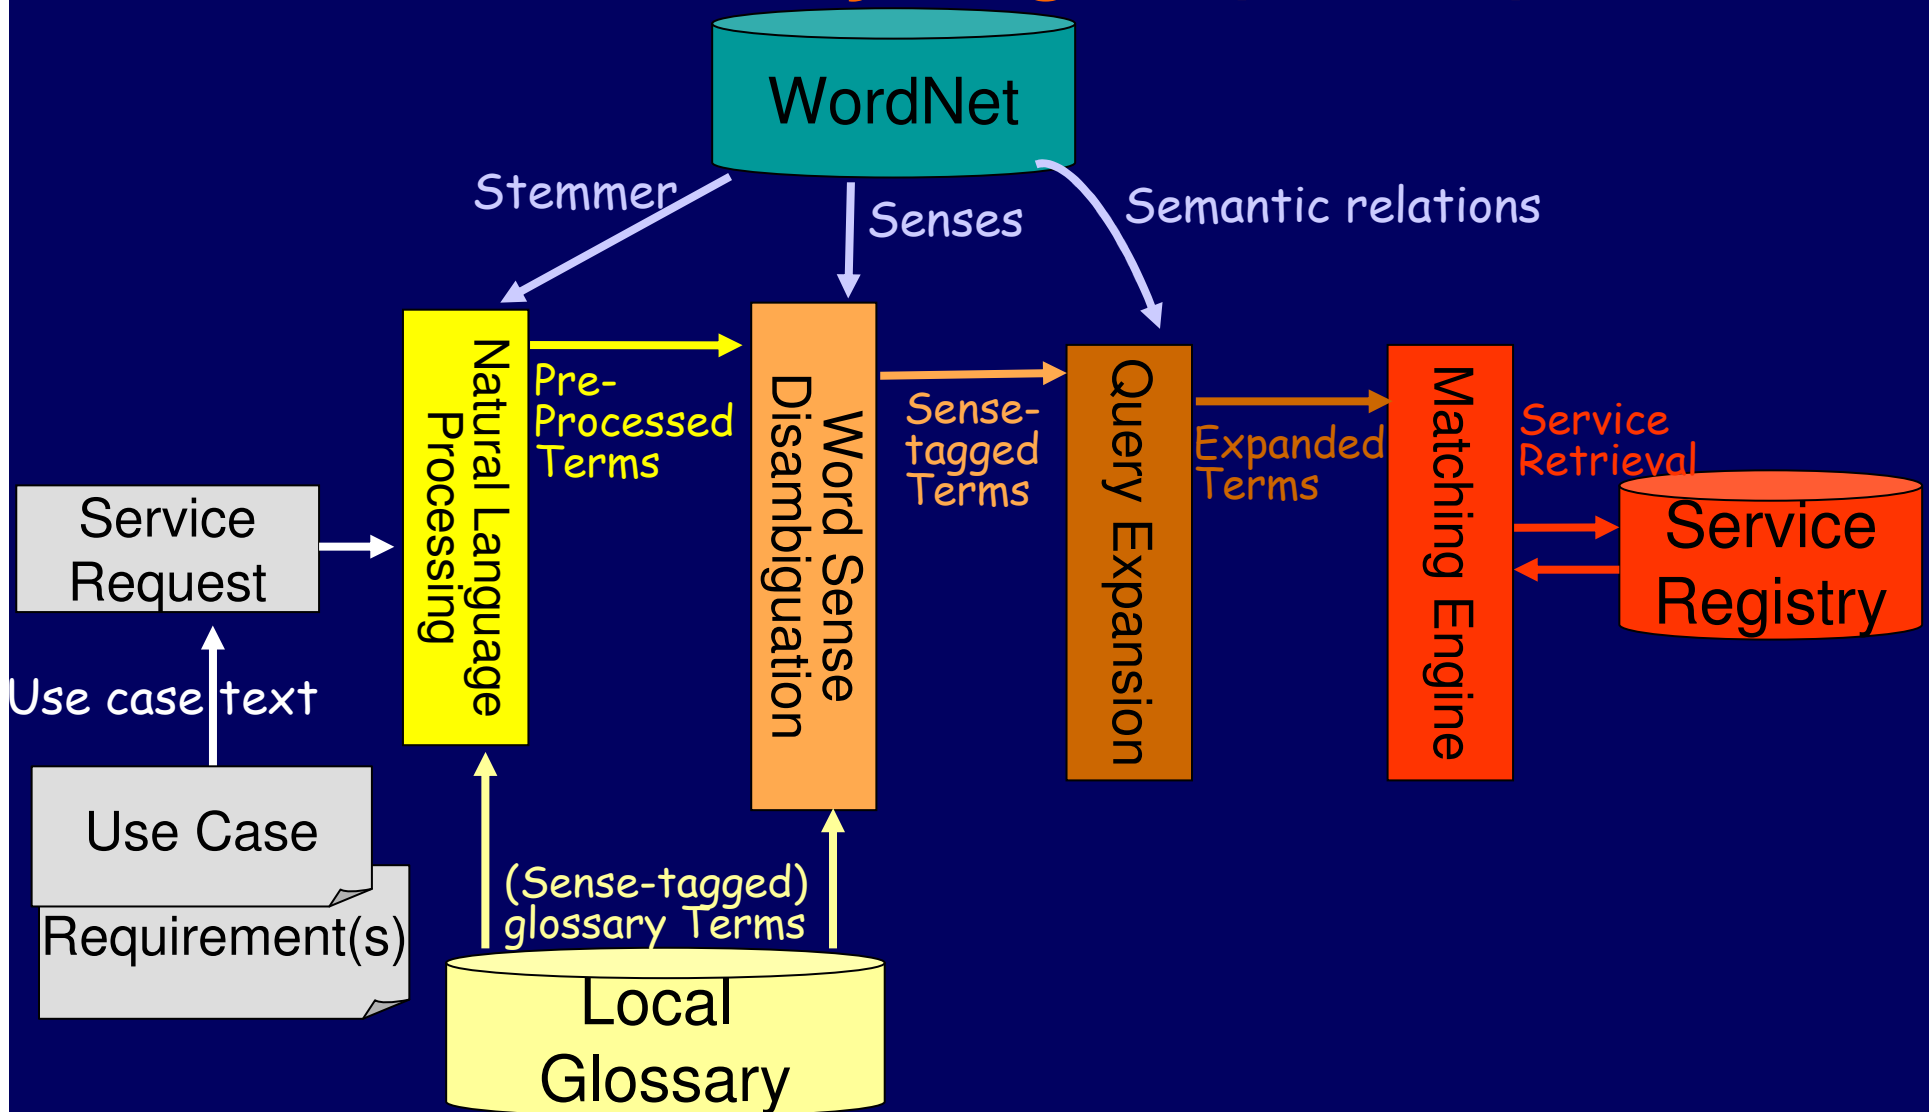 WordNet
Stemmer
Senses
Semantic relations
Natural Language
Processing
Pre-
Processed
Terms
Word Sense
Disambiguation
Sense-
tagged
Terms
Query Expansion
Expanded
Terms
Matching Engine
Service
Retrieval
Service
Registry
Service
Request
Use case text
Use Case
Requirement(s)
(Sense-tagged)
glossary Terms
Local
Glossary